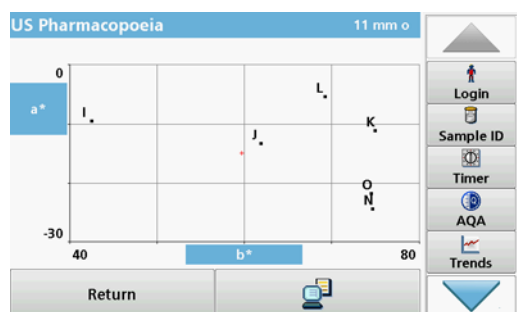 US Pharmacopoeia 11 mm o
0
a*
I
L
J
K
O
N
-30
40 b* 80
Return
Login
Sample ID
Timer
AQA
Trends